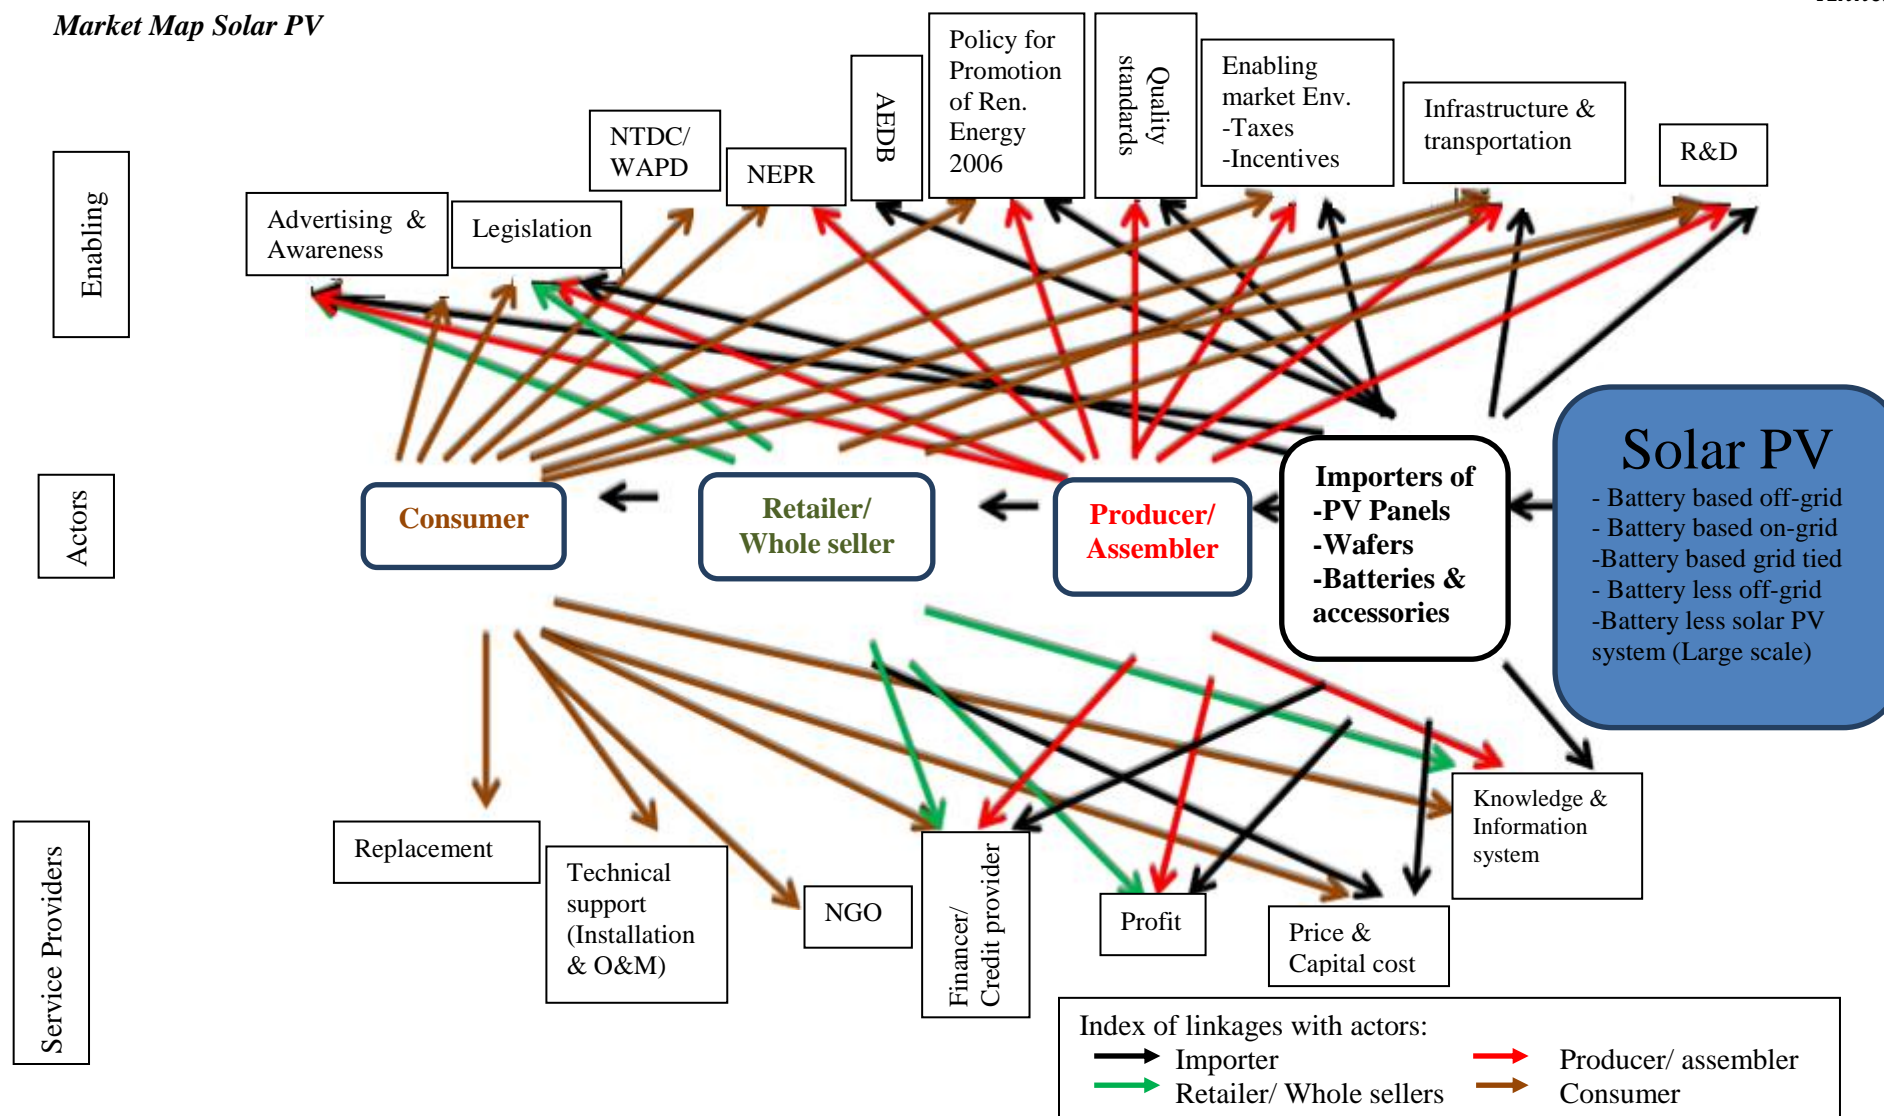 Market Map Solar PV
Enabling
Advertising & 
Awareness
Legislation
NTDC/
WAPD
NEPR
AEDB
Policy for
Promotion
of Ren.
Energy
2006
Quality
standards
Enabling
market Env.
-Taxes
-Incentives
Infrastructure &
transportation
R&D
Actors
Consumer
Retailer/
Whole seller
Producer/
Assembler
Importers of
-PV Panels
-Wafers
-Batteries &
accessories
Solar PV
- Battery based off-grid
- Battery based on-grid
-Battery based grid tied
- Battery less off-grid
-Battery less solar PV
system (Large scale)
Service Providers
Replacement
Technical
support
(Installation
& O&M)
NGO
Financer/
Credit provider
Profit
Price &
Capital cost
Knowledge &
Information
system
Index of linkages with actors:
Importer
Producer/ assembler
Retailer/ Whole sellers
Consumer